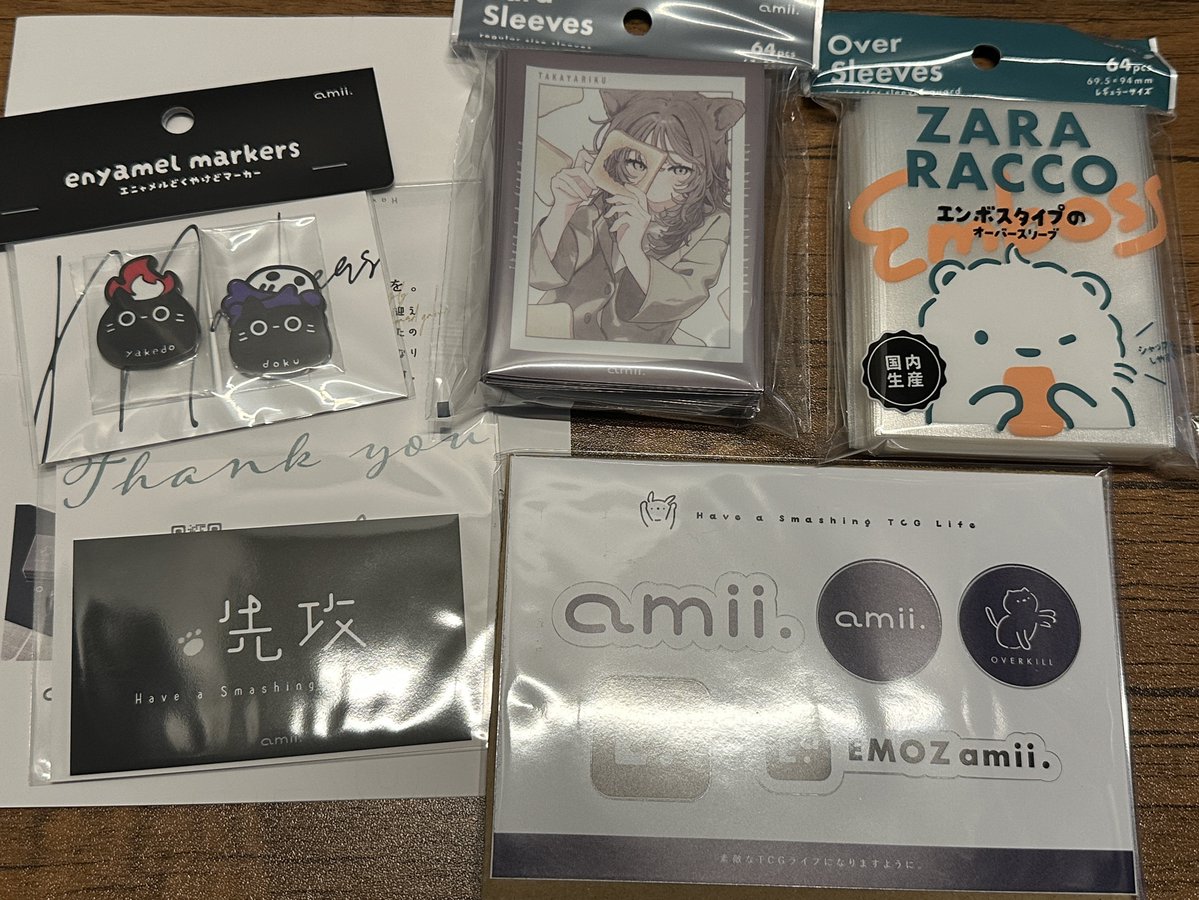 amii.
enyamel markers
エニャメルどくやけどマーカー
yakedo
doku
Thank you
先攻
Have a Smashing
amii.
Sleeves
amii.
64pcs
TAKAYARIKU
amii.
Over
Sleeves
64pcs
69.5×94mm
レギュラーサイズ
ZARA
RACCO
Emboss
エンボスタイプの
オーバースリーブ
国内
生産
Have a Smashing TCG Life
amii.
amii.
OVERKILL
EMOZ amii.
素敵なTCGライフになりますように。